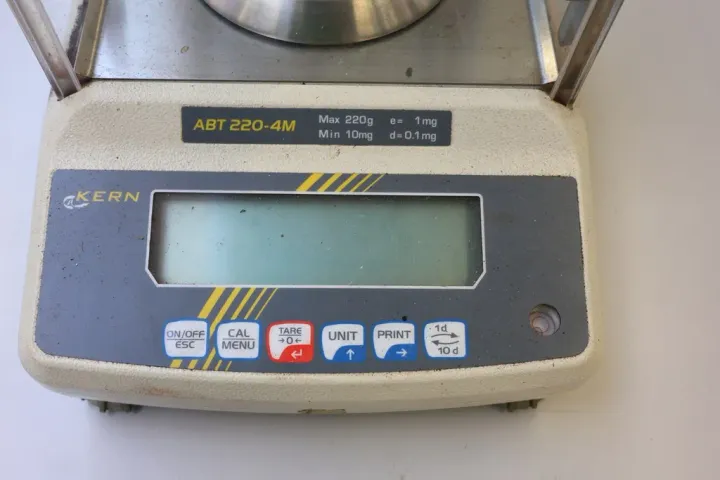 ABT 220-4M
Max 220g e= 1mg
Min 10mg d=0.1mg
KERN
ON/OFF
ESC
CAL
MENU
TARE
→0←
UNIT
PRINT
1d
10d